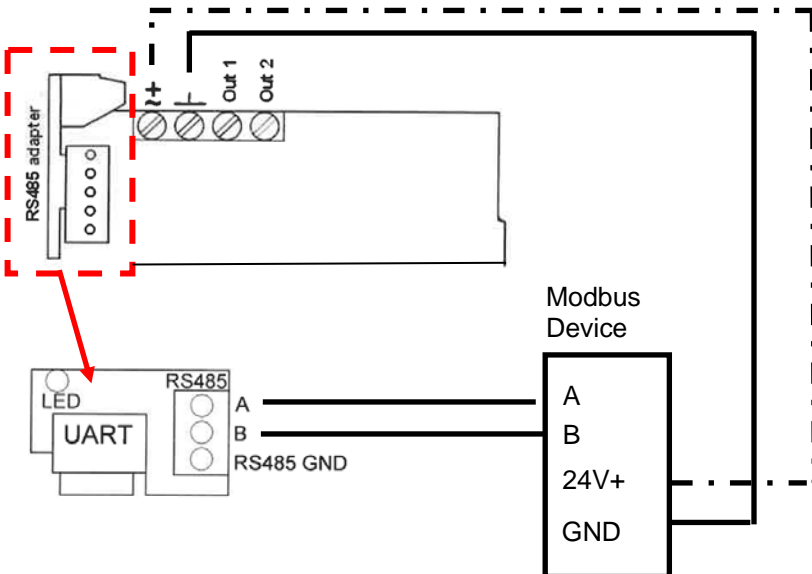 ~+
Out 1
Out 2
RS485 adapter
Modbus
Device
LED
UART
RS485
A
B
RS485 GND
A
B
24V+
GND